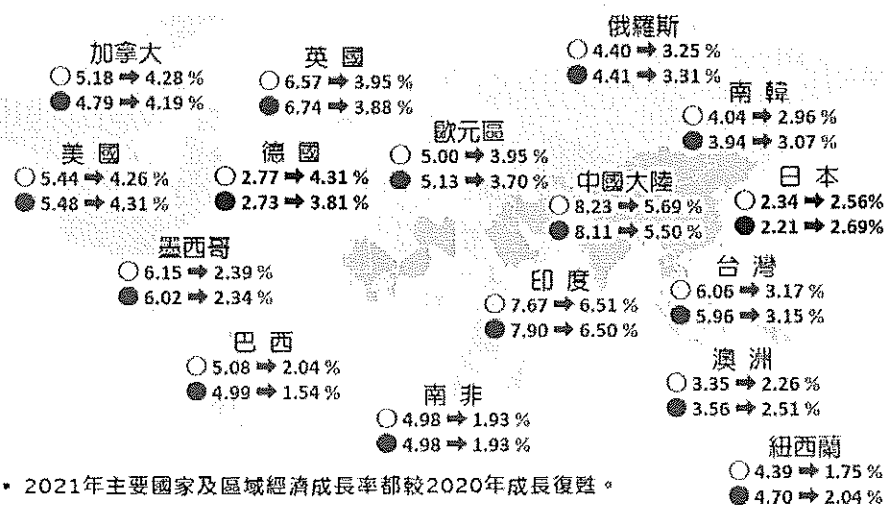 俄羅斯
○ 4.40 ➡ 3.25 %
● 4.41 ➡ 3.31 %
加拿大
○ 5.18 ➡ 4.28 %
● 4.79 ➡ 4.19 %
英 國
○ 6.57 ➡ 3.95 %
● 6.74 ➡ 3.88 %
南 韓
○ 4.04 ➡ 2.96 %
● 3.94 ➡ 3.07 %
歐元區
○ 5.00 ➡ 3.95 %
● 5.13 ➡ 3.70 %
美 國
○ 5.44 ➡ 4.26 %
● 5.48 ➡ 4.31 %
德 國
○ 2.77 ➡ 4.31 %
● 2.73 ➡ 3.81 %
中國大陸
○ 8.23 ➡ 5.69 %
● 8.11 ➡ 5.50 %
日 本
○ 2.34 ➡ 2.56%
● 2.21 ➡ 2.69%
墨西哥
○ 6.15 ➡ 2.39 %
● 6.02 ➡ 2.34 %
印 度
○ 7.67 ➡ 6.51 %
● 7.90 ➡ 6.50 %
台 灣
○ 6.06 ➡ 3.17 %
● 5.96 ➡ 3.15 %
巴 西
○ 5.08 ➡ 2.04 %
● 4.99 ➡ 1.54 %
南 非
○ 4.98 ➡ 1.93 %
● 4.98 ➡ 1.93 %
澳 洲
○ 3.35 ➡ 2.26 %
● 3.56 ➡ 2.51 %
紐西蘭
○ 4.39 ➡ 1.75 %
● 4.70 ➡ 2.04 %
• 2021年主要國家及區域經濟成長率都較2020年成長復甦。